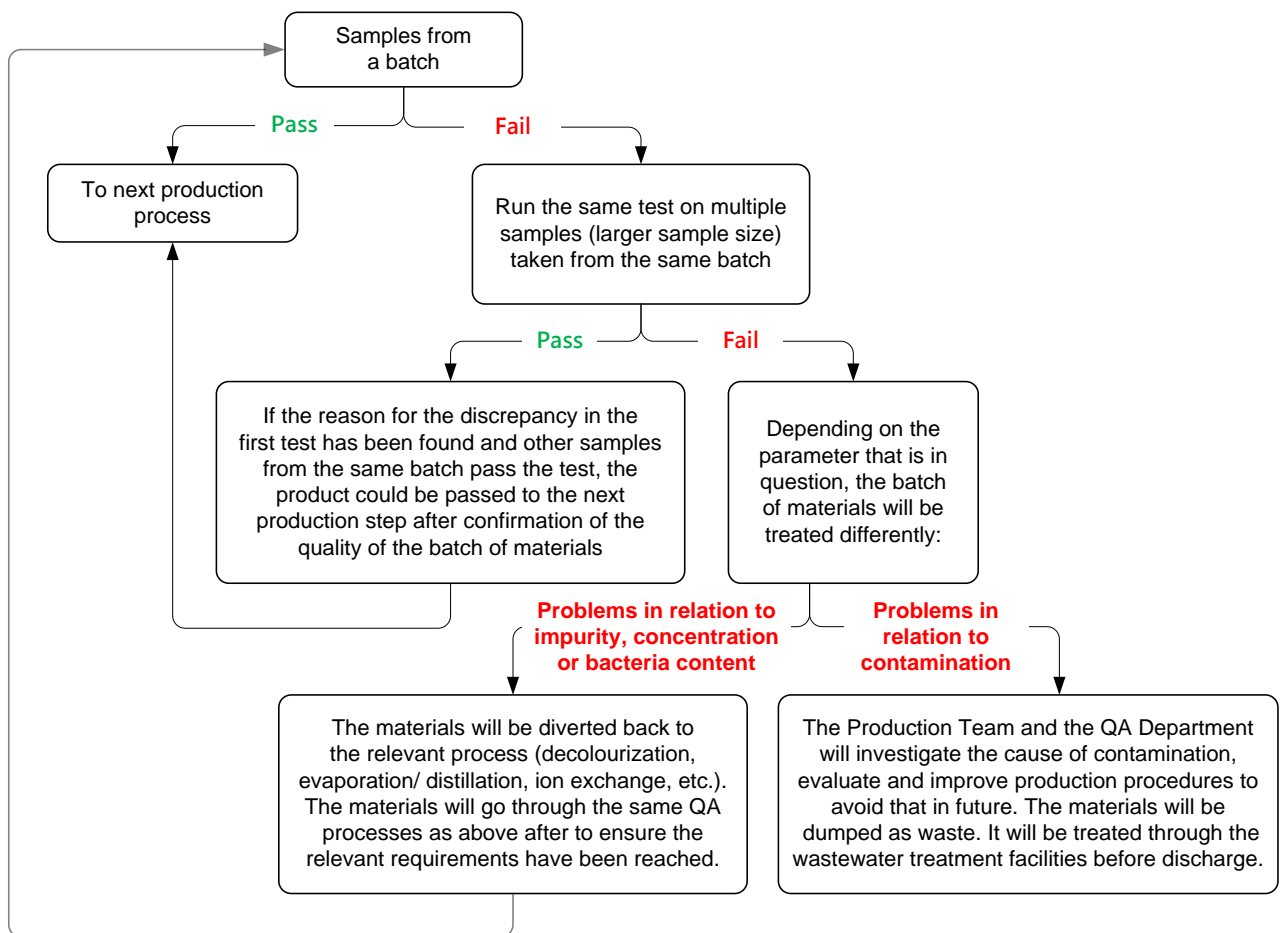 Samples from
a batch
Pass
Fail
To next production
process
Run the same test on multiple
samples (larger sample size)
taken from the same batch
Pass
Fail
If the reason for the discrepancy in the
first test has been found and other samples
from the same batch pass the test, the
product could be passed to the next
production step after confirmation of the
quality of the batch of materials
Depending on the
parameter that is in
question, the batch
of materials will be
treated differently:
Problems in relation to
impurity, concentration
or bacteria content
Problems in
relation to
contamination
The materials will be diverted back to
the relevant process (decolourization,
evaporation/ distillation, ion exchange, etc.).
The materials will go through the same QA
processes as above after to ensure the
relevant requirements have been reached.
The Production Team and the QA Department
will investigate the cause of contamination,
evaluate and improve production procedures to
avoid that in future. The materials will be
dumped as waste. It will be treated through the
wastewater treatment facilities before discharge.